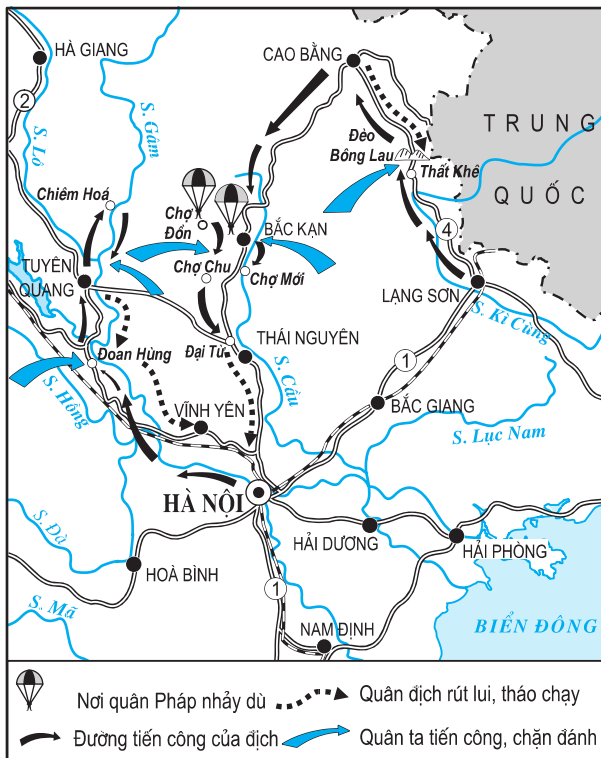 HÀ GIANG
CAO BẰNG
2
S. Lô
S. Gâm
TRUNG
QUỐC
Đèo
Bông Lau
Thất Khê
Chiêm Hoá
Chợ
Đồn
BẮC KẠN
4
TUYÊN
QUANG
Chợ Chu
Chợ Mới
LẠNG SƠN
S. Kì Cùng
Đoan Hùng
Đại Từ
THÁI NGUYÊN
1
S. Hồng
S. Cầu
VĨNH YÊN
BẮC GIANG
S. Lục Nam
HÀ NỘI
S. Đà
HẢI DƯƠNG
HẢI PHÒNG
HOÀ BÌNH
1
S. Mã
NAM ĐỊNH
BIỂN ĐÔNG
Nơi quân Pháp nhảy dù
Quân địch rút lui, tháo chạy
Đường tiến công của địch
Quân ta tiến công, chặn đánh